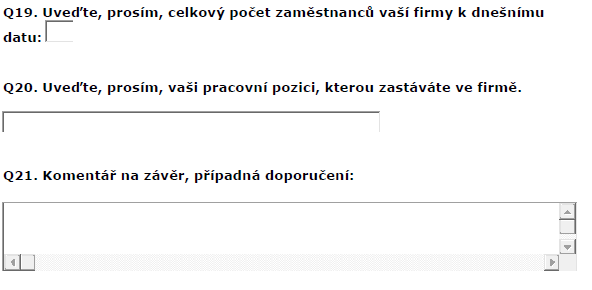 Q19. Uveďte, prosím, celkový počet zaměstnanců vaší firmy k dnešnímu
datu:
Q20. Uveďte, prosím, vaši pracovní pozici, kterou zastáváte ve firmě.
Q21. Komentář na závěr, případná doporučení: